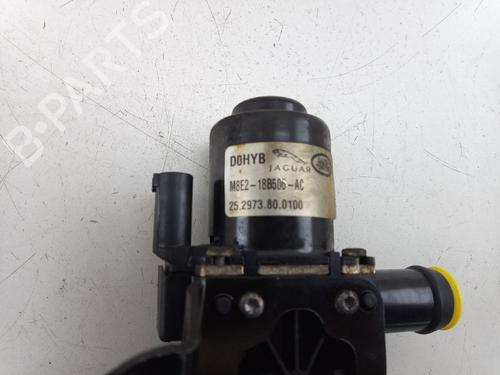 B-PARTS
D0HYB
JAGUAR
M8E2-18B506-AC
25.2973.80.0100